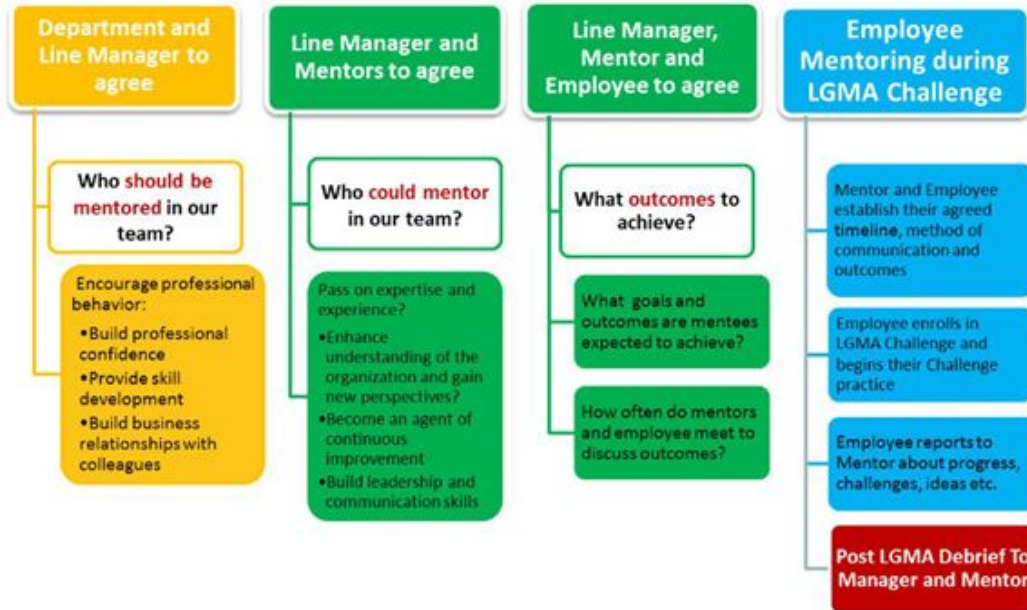 Department and
Line Manager to
agree
Who should be
mentored in our
team?
Encourage professional
behavior:
•Build professional
confidence
•Provide skill
development
•Build business
relationships with
colleagues
Line Manager and
Mentors to agree
Who could mentor
in our team?
Pass on expertise and
experience?
•Enhance
understanding of the
organization and gain
new perspectives?
•Become an agent of
continuous
improvement
•Build leadership and
communication skills
Line Manager,
Mentor and
Employee to agree
What outcomes to
achieve?
What goals and
outcomes are mentees
expected to achieve?
How often do mentors
and employee meet to
discuss outcomes?
Employee
Mentoring during
LGMA Challenge
Mentor and Employee
establish their agreed
timeline, method of
communication and
outcomes
Employee enrolls in
LGMA Challenge and
begins their Challenge
practice
Employee reports to
Mentor about progress,
challenges, ideas etc.
Post LGMA Debrief To
Manager and Mentor